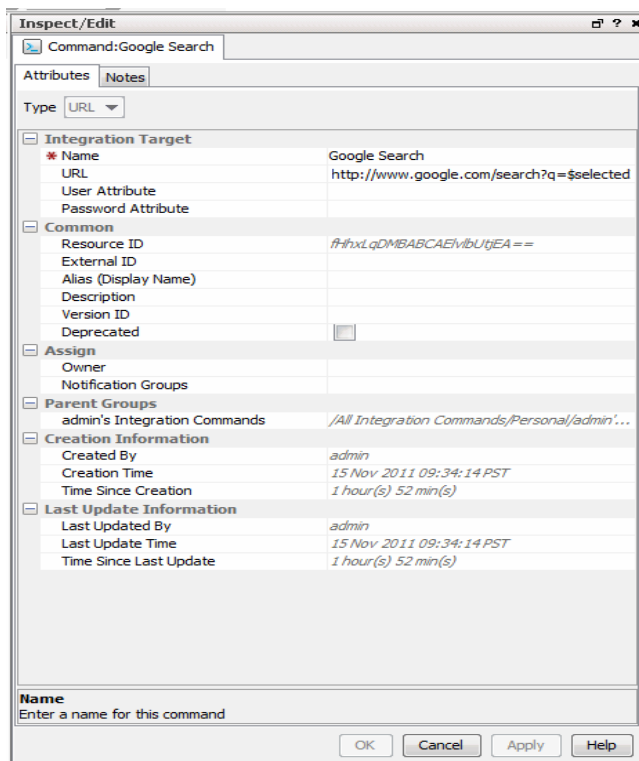 Inspect/Edit ?
Command:Google Search
Attributes Notes
Type URL
Integration Target
* Name Google Search
URL http://www.google.com/search?q=$selected
User Attribute
Password Attribute
Common
Resource ID
External ID
Alias (Display Name)
Description
Version ID
Deprecated
Assign
Owner
Notification Groups
Parent Groups
admin's Integration Commands /All Integration Commands/Personal/admin'...
Creation Information
Created By admin
Creation Time 15 Nov 2011 09:34:14 PST
Time Since Creation 1 hour(s) 52 min(s)
Last Update Information
Last Updated By admin
Last Update Time 15 Nov 2011 09:34:14 PST
Time Since Last Update 1 hour(s) 52 min(s)
Name
Enter a name for this command
OK Cancel Apply Help